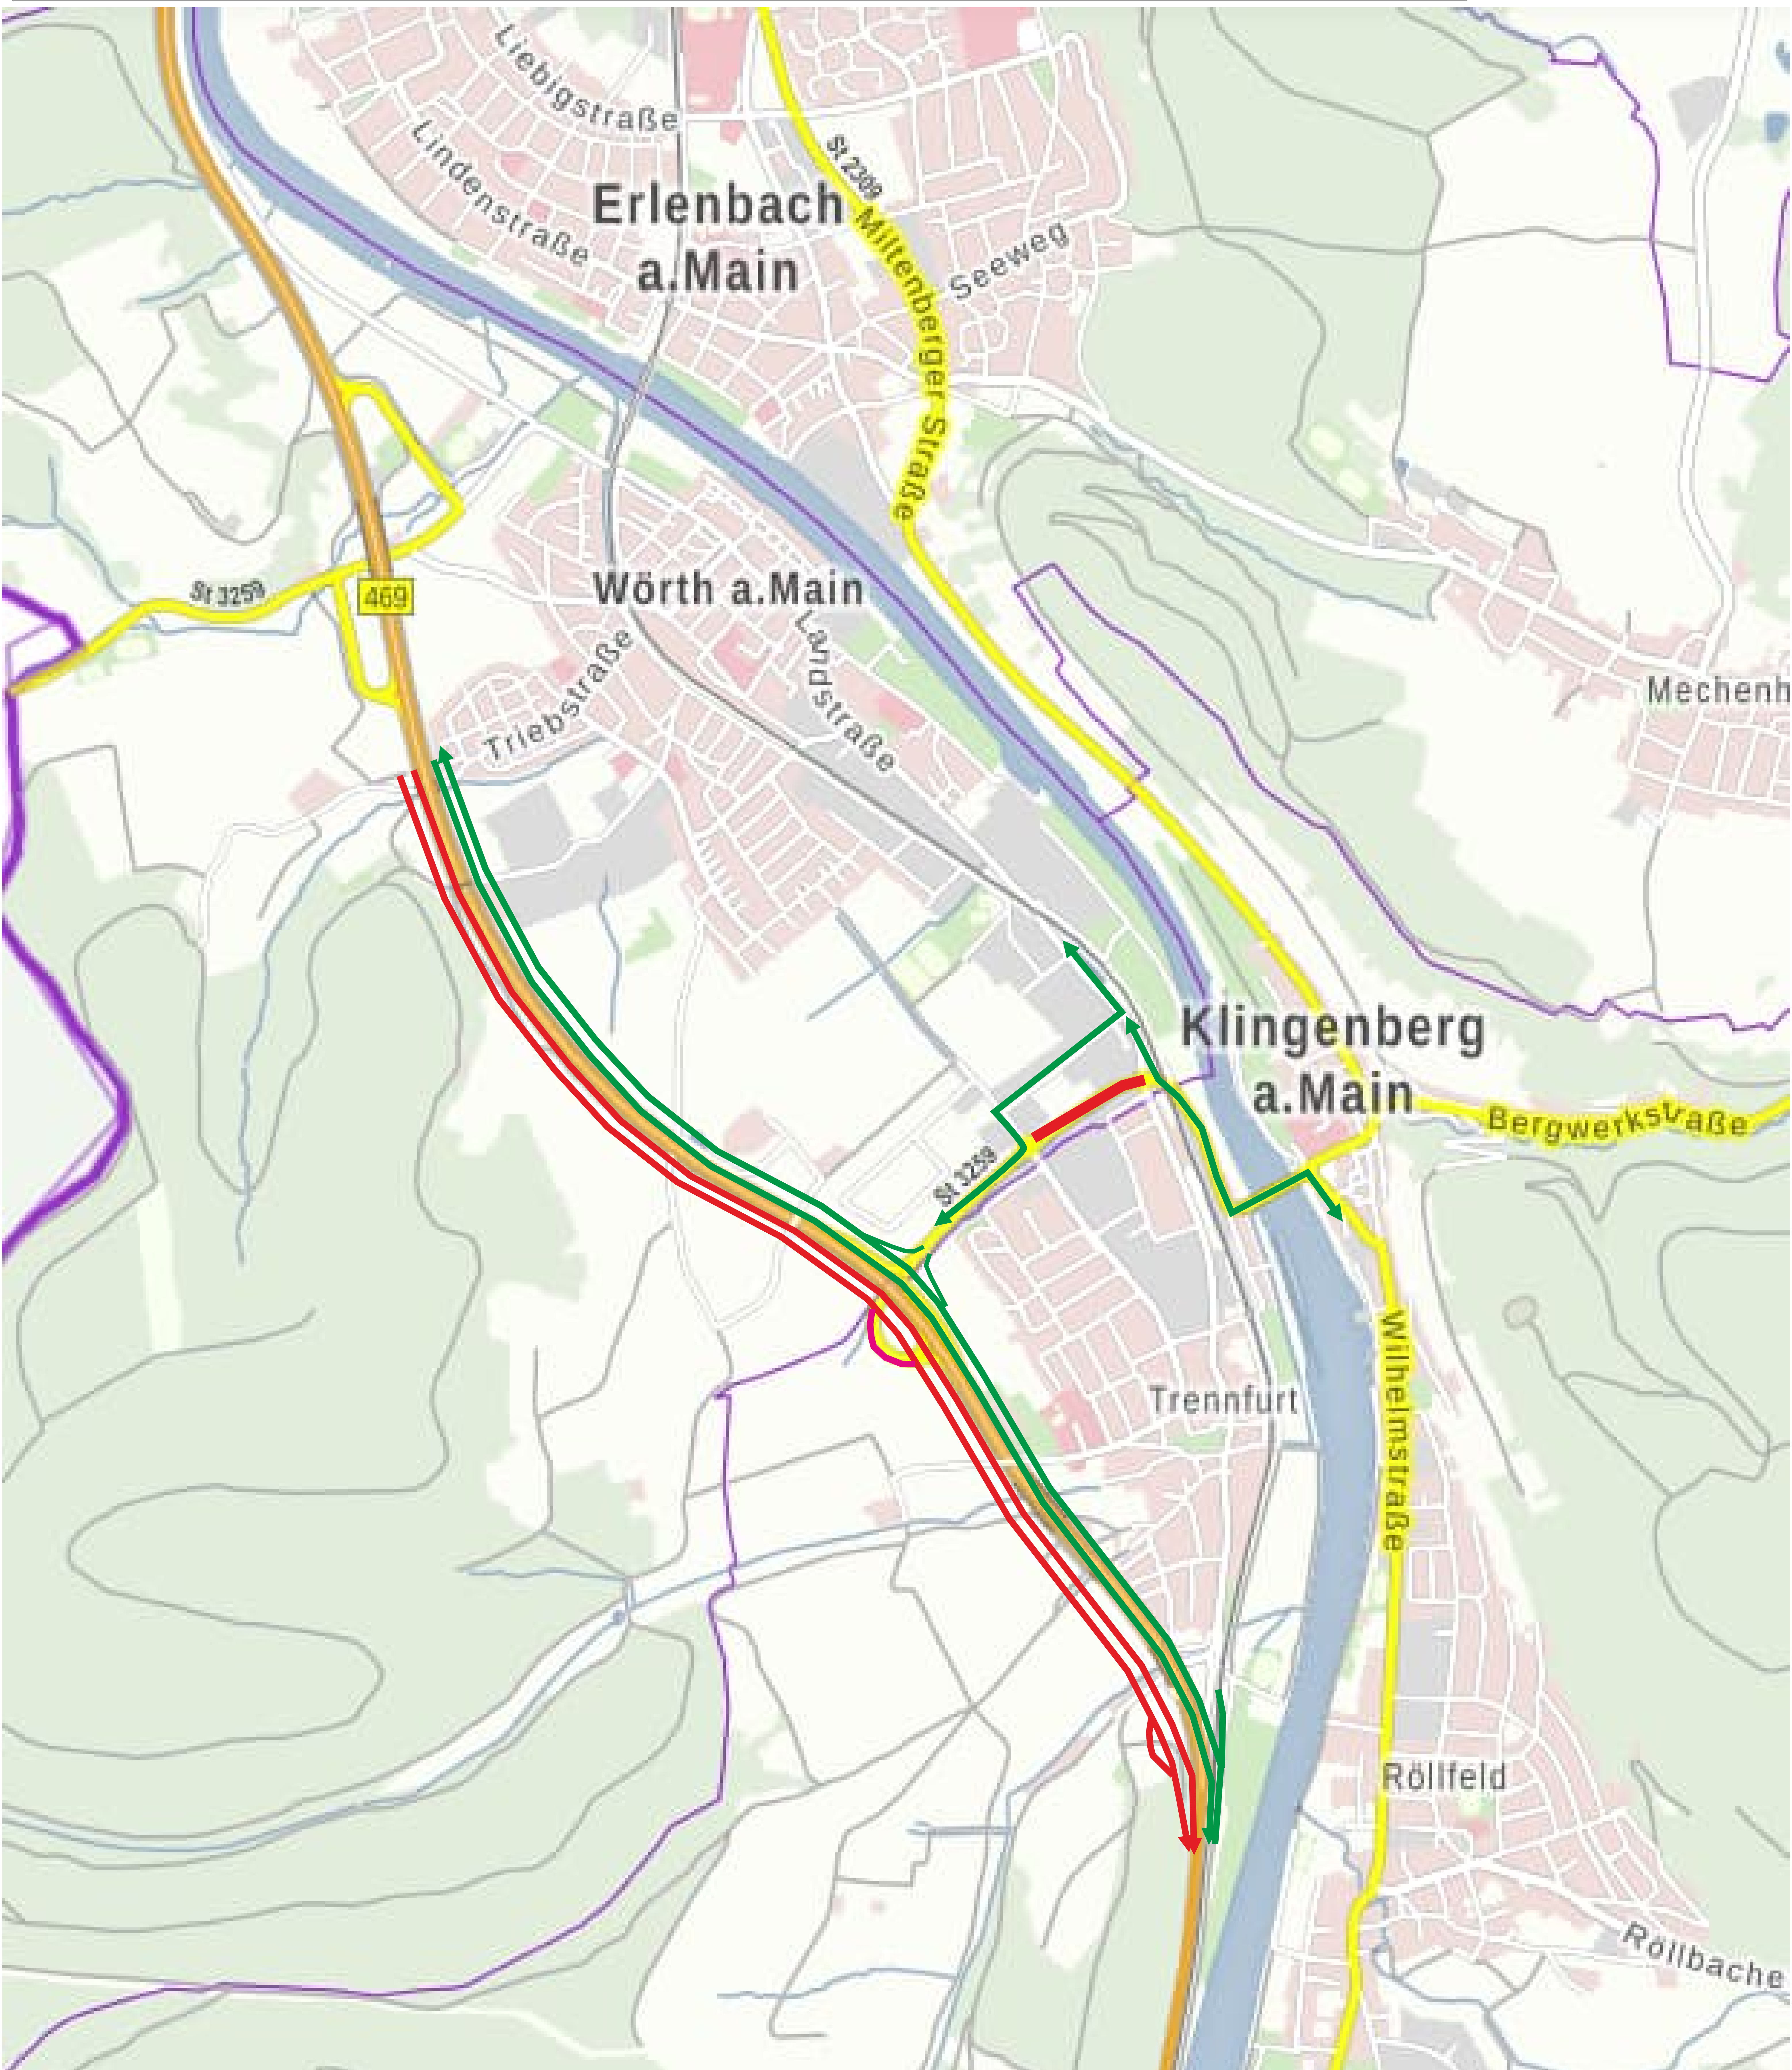 Liebigstraße
Lindenstraße
St 2309
Erlenbach
a.Main
Miltenberger Straße
Seeweg
St 3259
469
Wörth a.Main
Triebstraße
Landstraße
Mechenh
Klingenberg
a.Main
Bergwerkstraße
St 3259
Trennfurt
Wilhelmstraße
Röllfeld
Röllbache